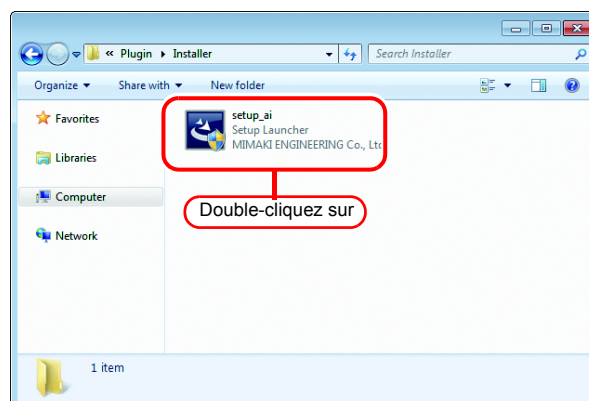 « Plugin ▸ Installer
Search Installer
Organize
Share with
New folder
Favorites
Libraries
Computer
Network
setup_ai
Setup Launcher
MIMAKI ENGINEERING Co., Ltd
Double-cliquez sur
1 item